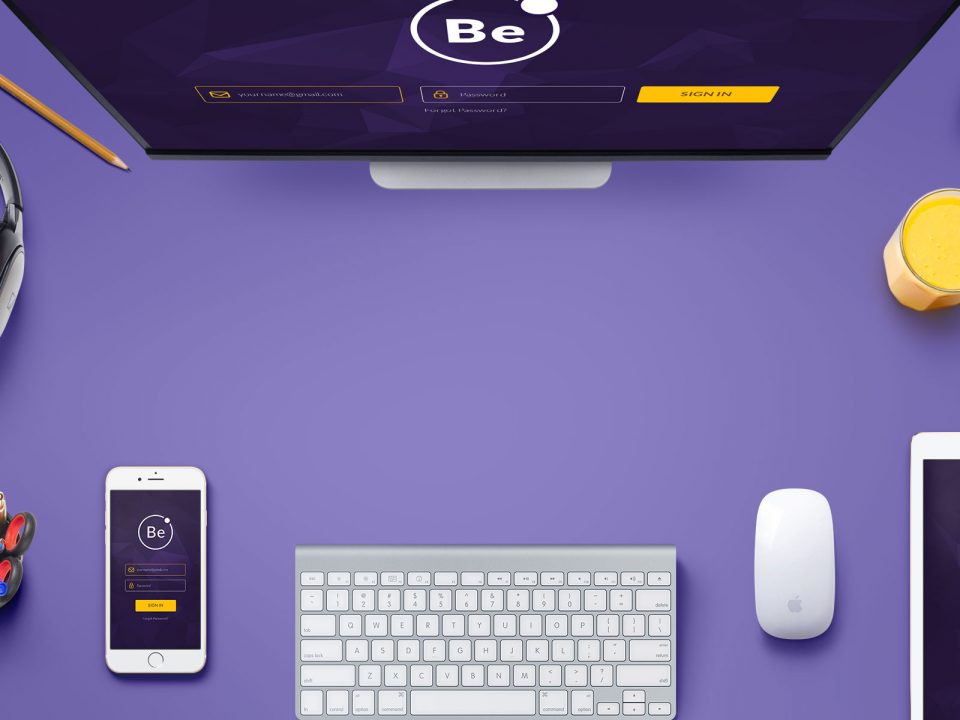 Be
yourname@gmail.com
Password
SIGN IN
Forgot Password?
Be
yourname@gmail.com
Password
SIGN IN
Forgot Password?
esc
~ ! @ # $ % ^ & * ( ) _ +
` 1 2 3 4 5 6 7 8 9 0 - = delete
tab Q W E R T Y U I O P { [ } ] | \
caps lock A S D F G H J K L : ; " ' enter return
shift Z X C V B N M < , > . ? / shift
fn control alt option ⌘ command ⌘ command alt option